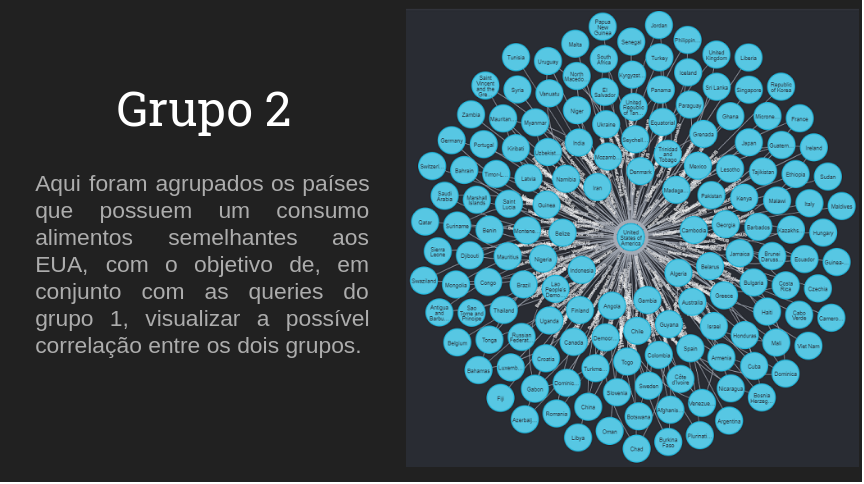 Grupo 2
Aqui foram agrupados os países
que possuem um consumo
alimentos semelhantes aos
EUA, com o objetivo de, em
conjunto com as queries do
grupo 1, visualizar a possível
correlação entre os dois grupos.
Papua New Guinea
Jordan
Malta
Senegal
Philippin...
Tunisia
Uruguay
South Africa
Turkey
United Kingdom
Liberia
Saint Vincent and the Gre...
Syria
North Macedo...
Kyrgyzst...
Iceland
Vanuatu
El Salvador
Panama
Sri Lanka
Singapore
Republic of Korea
Zambia
Mauritan...
Myanmar
Niger
United Republic of Tan...
Paraguay
Ghana
Microne...
France
Ukraine
Equatorial
Germany
Portugal
Kiribati
Uzbekist...
India
Seychell...
Trinidad and Tobago
Grenada
Japan
Guatem...
Ireland
Switzerl...
Bahrain
Timor-L...
Latvia
Namibia
Mozamb...
Denmark
Mexico
Lesotho
Tajikistan
Ethiopia
Sudan
Saudi Arabia
Marshall Islands
Saint Lucia
Guinea
Iran
Madaga...
Pakistan
Kenya
Malawi
Italy
Maldives
Qatar
Suriname
Benin
Montene...
Belize
United States of America
Cambodia
Georgia
Barbados
Kazakhs...
Hungary
Sierra Leone
Djibouti
Mauritius
Nigeria
Indonesia
Algeria
Belarus
Jamaica
Brunei Daruss...
Ecuador
Guinea-...
Swaziland
Mongolia
Congo
Brazil
Lao People's Demo...
Angola
Gambia
Australia
Greece
Bulgaria
Costa Rica
Czechia
Antigua and Barbu...
Sao Tome and Principe
Thailand
Uganda
Finland
Chile
Guyana
Israel
Haiti
Cabo Verde
Camero...
Belgium
Tonga
Russian Federat...
Canada
Democr...
Spain
Honduras
Mali
Viet Nam
Bahamas
Luxemb...
Croatia
Turkme...
Togo
Colombia
Armenia
Cuba
Dominica
Fiji
Gabon
Dominic...
Slovenia
Sweden
Côte d'Ivoire
Nicaragua
Bosnia Herzeg...
Azerbaij...
Romania
China
Botswana
Afghanis...
Venezue...
Argentina
Libya
Oman
Chad
Burkina Faso
Plurinati...